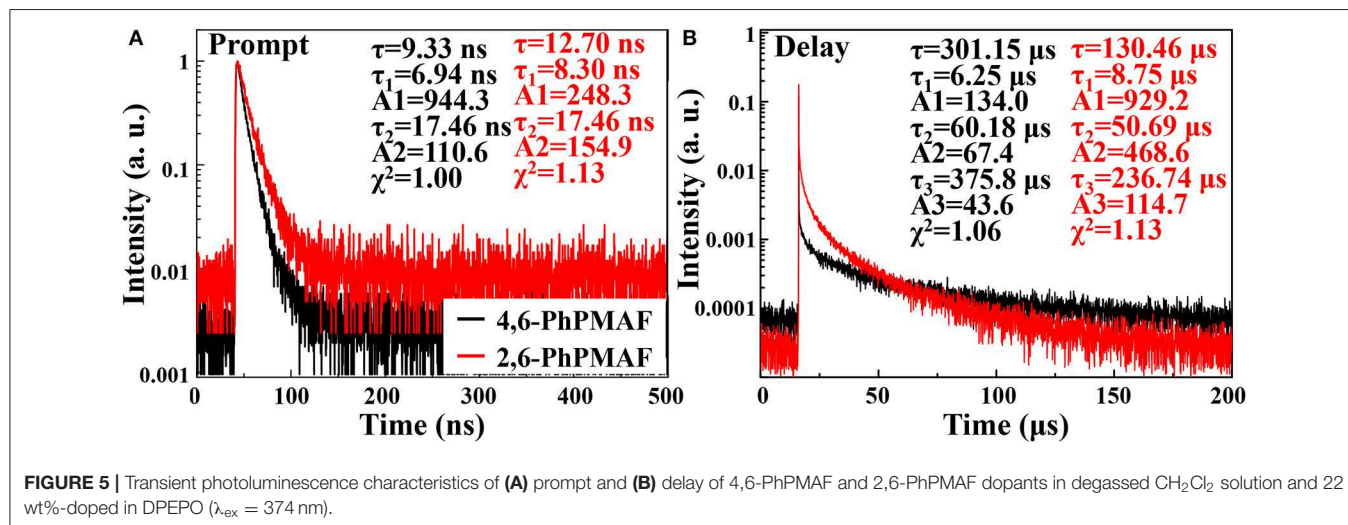 A
Prompt
τ=9.33 ns
τ₁=6.94 ns
A1=944.3
τ₂=17.46 ns
A2=110.6
χ²=1.00
τ=12.70 ns
τ₁=8.30 ns
A1=248.3
τ₂=17.46 ns
A2=154.9
χ²=1.13
Intensity (a. u.)
1
0.1
0.01
0.001
4,6-PhPMAF
2,6-PhPMAF
0
100
200
300
400
500
Time (ns)
B
Delay
τ=301.15 µs
τ₁=6.25 µs
A1=134.0
τ₂=60.18 µs
A2=67.4
τ₃=375.8 µs
A3=43.6
χ²=1.06
τ=130.46 µs
τ₁=8.75 µs
A1=929.2
τ₂=50.69 µs
A2=468.6
τ₃=236.74 µs
A3=114.7
χ²=1.13
Intensity (a. u.)
1
0.1
0.01
0.001
0.0001
0
50
100
150
200
Time (µs)
FIGURE 5 | Transient photoluminescence characteristics of (A) prompt and (B) delay of 4,6-PhPMAF and 2,6-PhPMAF dopants in degassed CH₂Cl₂ solution and 22
wt%-doped in DPEPO (λₑₓ = 374 nm).